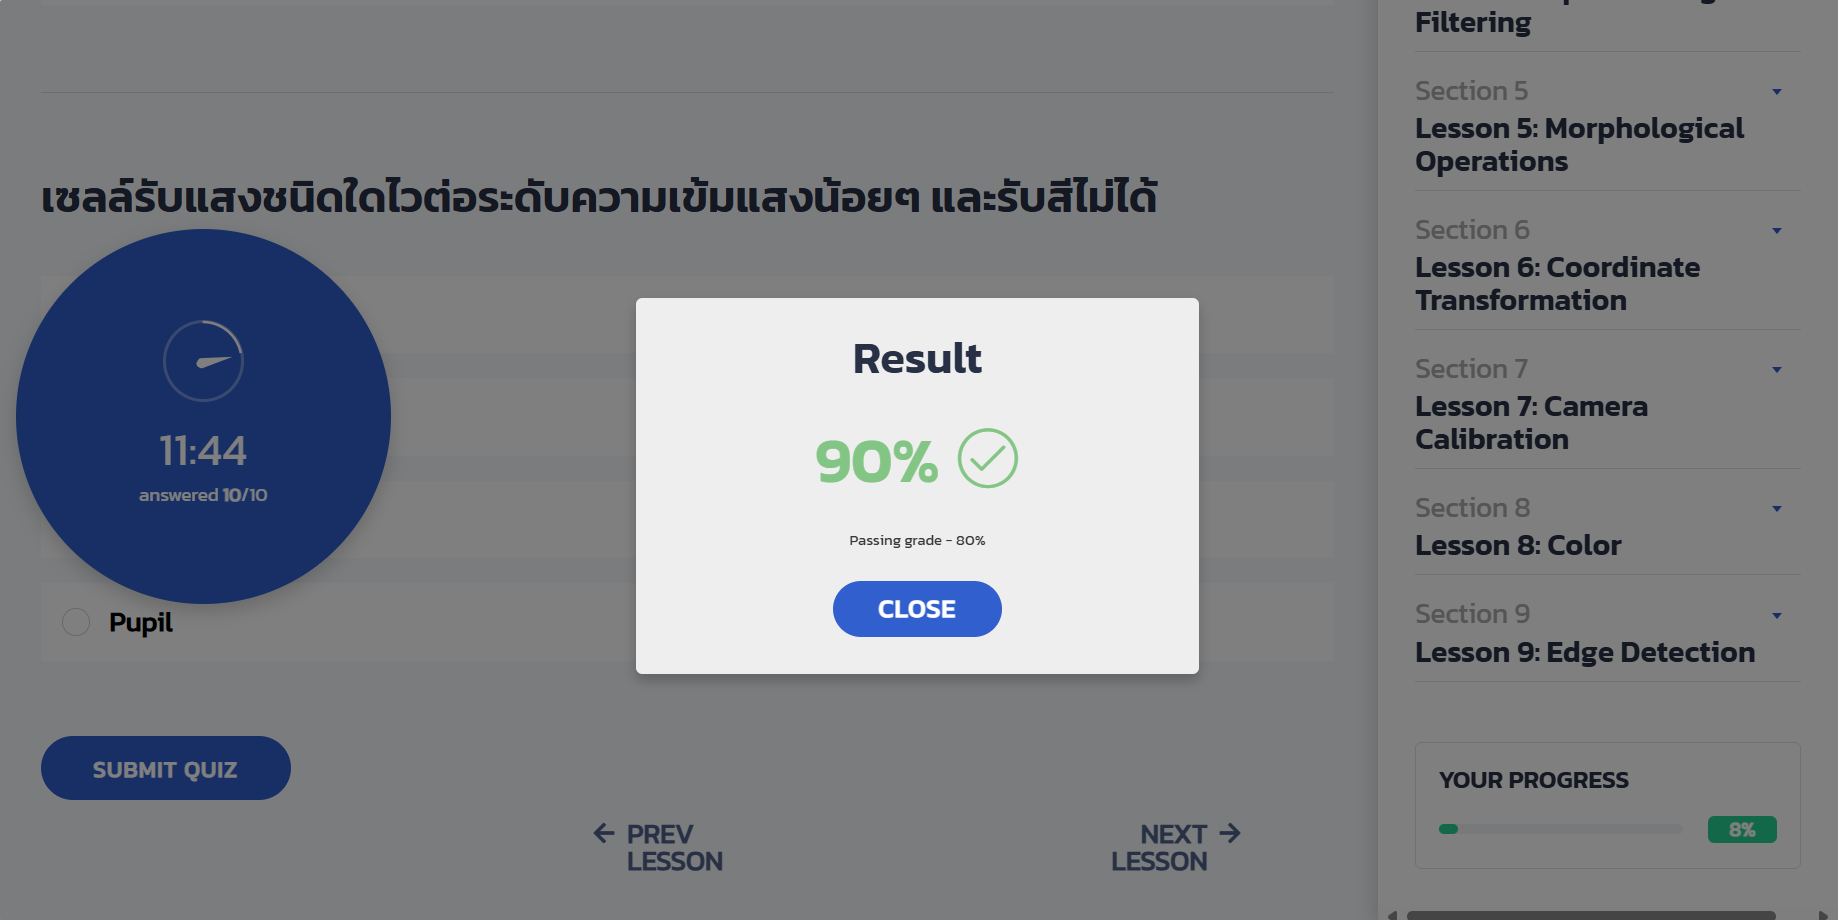 เซลล์รับแสงชนิดใดไวต่อระดับความเข้มแสงน้อยๆ และรับสีไม่ได้
11:44
answered 10/10
Pupil
SUBMIT QUIZ
PREV
LESSON
NEXT
LESSON
Result
90%
Passing grade - 80%
CLOSE
Filtering
Section 5
Lesson 5: Morphological
Operations
Section 6
Lesson 6: Coordinate
Transformation
Section 7
Lesson 7: Camera
Calibration
Section 8
Lesson 8: Color
Section 9
Lesson 9: Edge Detection
YOUR PROGRESS
8%